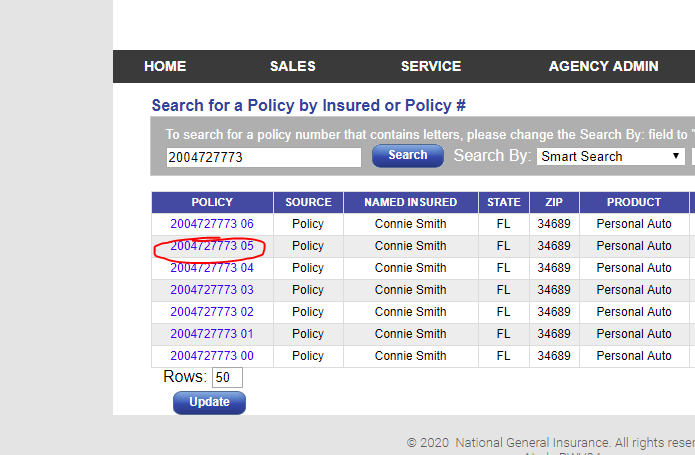 HOME SALES SERVICE AGENCY ADMIN
Search for a Policy by Insured or Policy #
To search for a policy number that contains letters, please change the Search By: field to "
2004727773 Search Search By: Smart Search
POLICY SOURCE NAMED INSURED STATE ZIP PRODUCT
2004727773 06 Policy Connie Smith FL 34689 Personal Auto
2004727773 05 Policy Connie Smith FL 34689 Personal Auto
2004727773 04 Policy Connie Smith FL 34689 Personal Auto
2004727773 03 Policy Connie Smith FL 34689 Personal Auto
2004727773 02 Policy Connie Smith FL 34689 Personal Auto
2004727773 01 Policy Connie Smith FL 34689 Personal Auto
2004727773 00 Policy Connie Smith FL 34689 Personal Auto
Rows: 50
Update
© 2020 National General Insurance. All rights reser